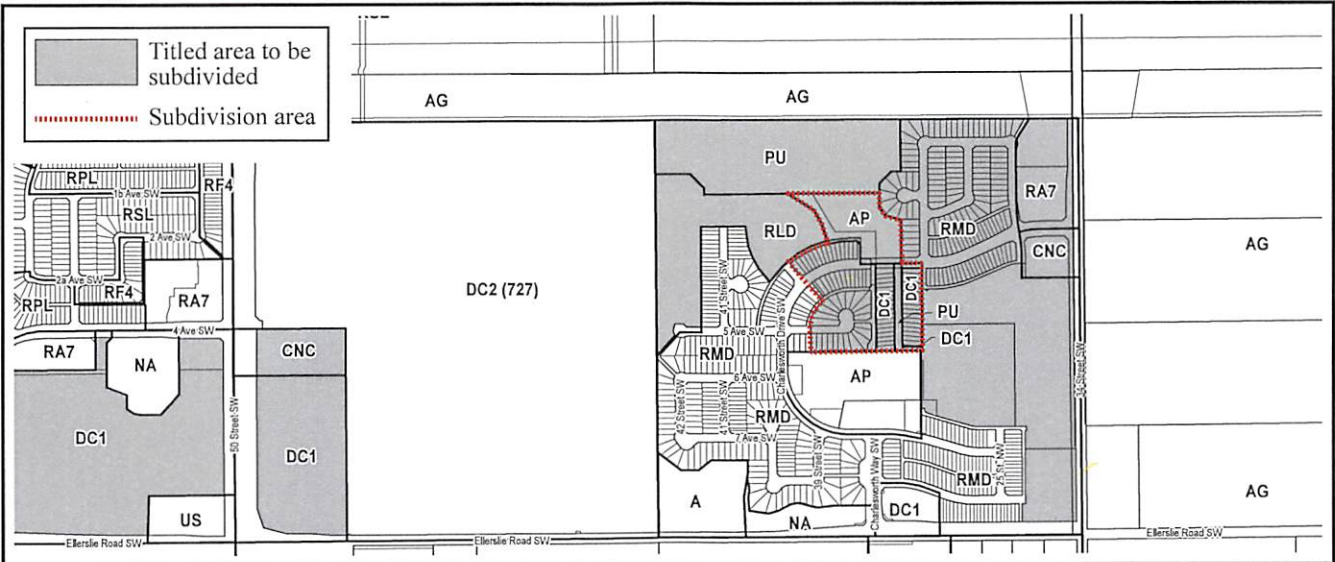 Titled area to be
subdivided
Subdivision area
AG
AG
PU
RPL
RF4
1b Ave SW
RSL
2 Ave SW
2a Ave SW
RF4
RPL
RA7
4 Ave SW
RA7
NA
CNC
DC1
50 Street SW
DC1
US
Ellerslie Road SW
DC2 (727)
RLD
AP
RMD
RA7
CNC
AG
41 Street SW
Charlesworth Drive SW
DC1
DC1
PU
DC1
5 Ave SW
RMD
6 Ave SW
AP
34 Street SW
42 Street SW
41 Street SW
RMD
7 Ave SW
39 Street SW
Charlesworth Way SW
RMD
25 St. NW
A
NA
DC1
AG
Ellerslie Road SW